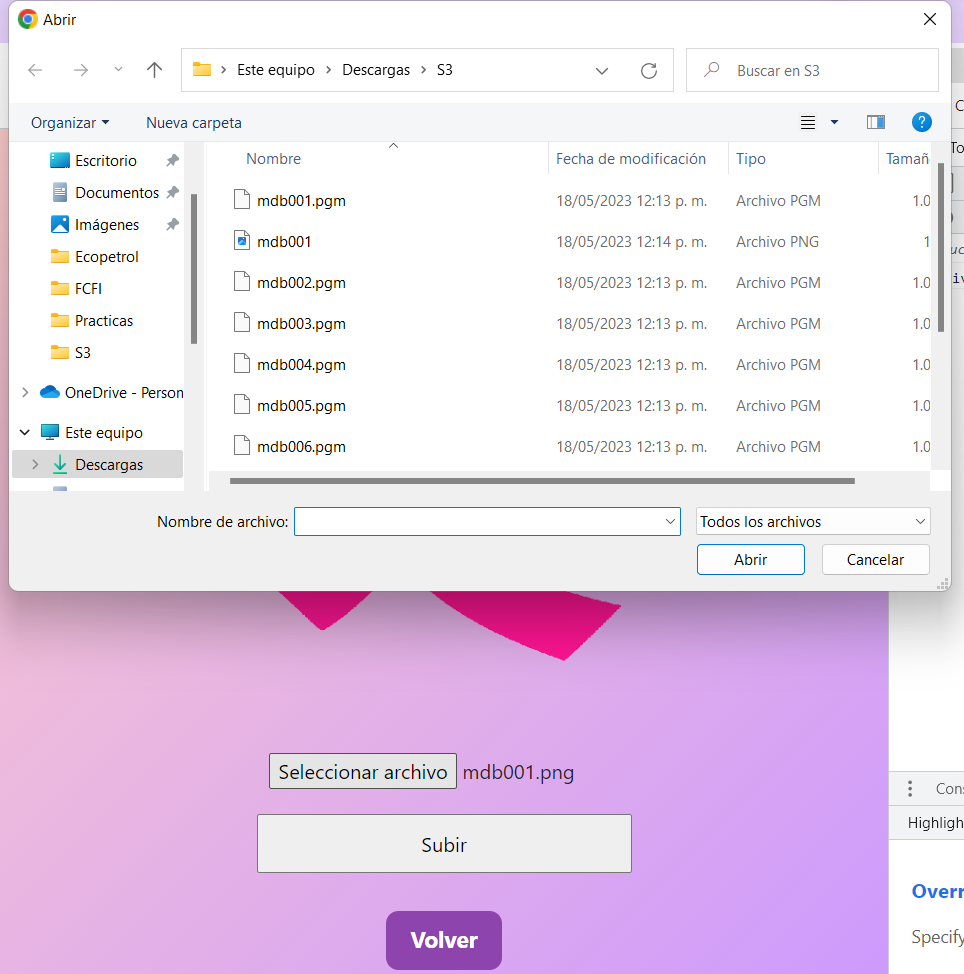 Abrir
Este equipo > Descargas > S3
Buscar en S3
Organizar
Nueva carpeta
?
Escritorio
Documentos
Imágenes
Ecopetrol
FCFI
Practicas
S3
OneDrive - Person
Este equipo
Descargas
Nombre Fecha de modificación Tipo Tamañ
mdb001.pgm 18/05/2023 12:13 p. m. Archivo PGM 1.0
mdb001 18/05/2023 12:14 p. m. Archivo PNG 1
mdb002.pgm 18/05/2023 12:13 p. m. Archivo PGM 1.0
mdb003.pgm 18/05/2023 12:13 p. m. Archivo PGM 1.0
mdb004.pgm 18/05/2023 12:13 p. m. Archivo PGM 1.0
mdb005.pgm 18/05/2023 12:13 p. m. Archivo PGM 1.0
mdb006.pgm 18/05/2023 12:13 p. m. Archivo PGM 1.0
Nombre de archivo:
Todos los archivos
Abrir
Cancelar
C
To
Seleccionar archivo mdb001.png
Subir
Volver
Cons
Highligh
Overr
Specify